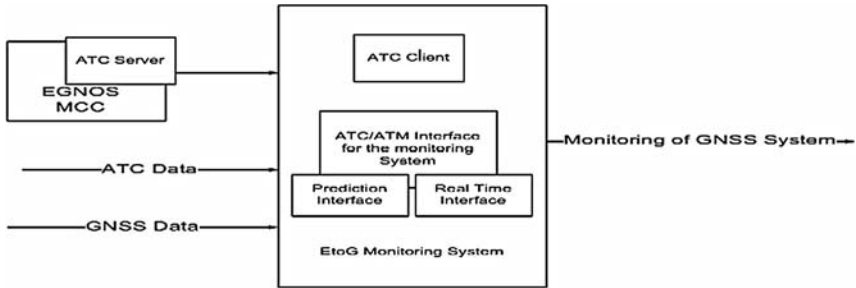 ATC Server
EGNOS
MCC
ATC Client
ATC/ATM Interface
for the monitoring
System
Prediction
Interface
Real Time
Interface
EtoG Monitoring System
ATC Data
GNSS Data
Monitoring of GNSS System